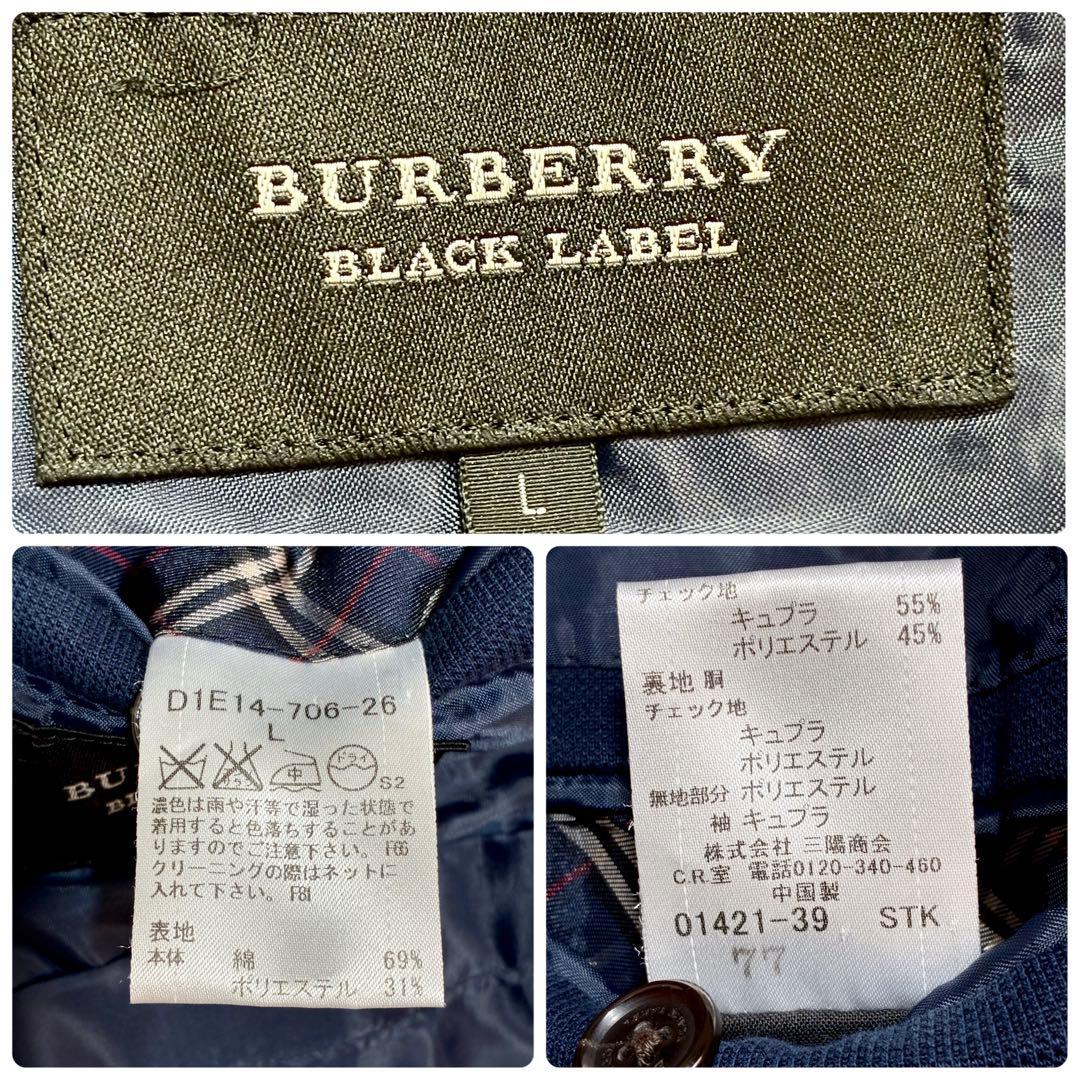 BURBERRY
BLACK LABEL
L
D1E14-706-26
L
中 ドライ
S2
濃色は雨や汗等で湿った状態で
着用すると色落ちすることがあ
りますのでご注意下さい。 F66
クリーニングの際はネットに
入れて下さい。 F81
表地
本体 綿 69%
ポリエステル 31%
チェック地
キュプラ 55%
ポリエステル 45%
裏地 胴
チェック地
キュプラ
ポリエステル
無地部分 ポリエステル
袖 キュプラ
株式会社 三陽商会
C.R.室 電話0120-340-460
中国製
01421-39 STK
77